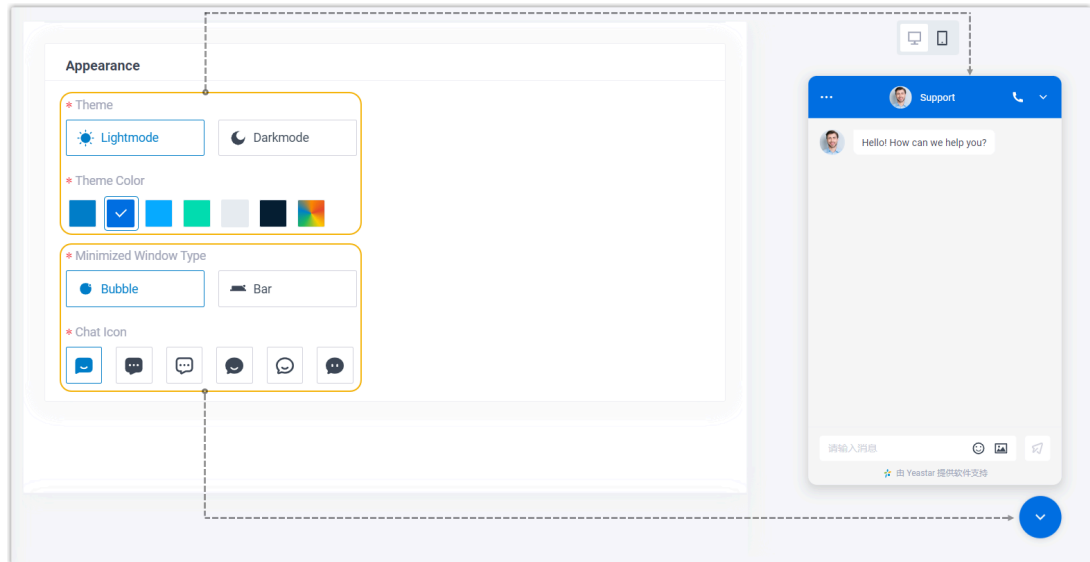 Appearance
* Theme
Lightmode
Darkmode
* Theme Color
* Minimized Window Type
Bubble
Bar
* Chat Icon
Support
Hello! How can we help you?
请输入消息
由 Yeastar 提供软件支持